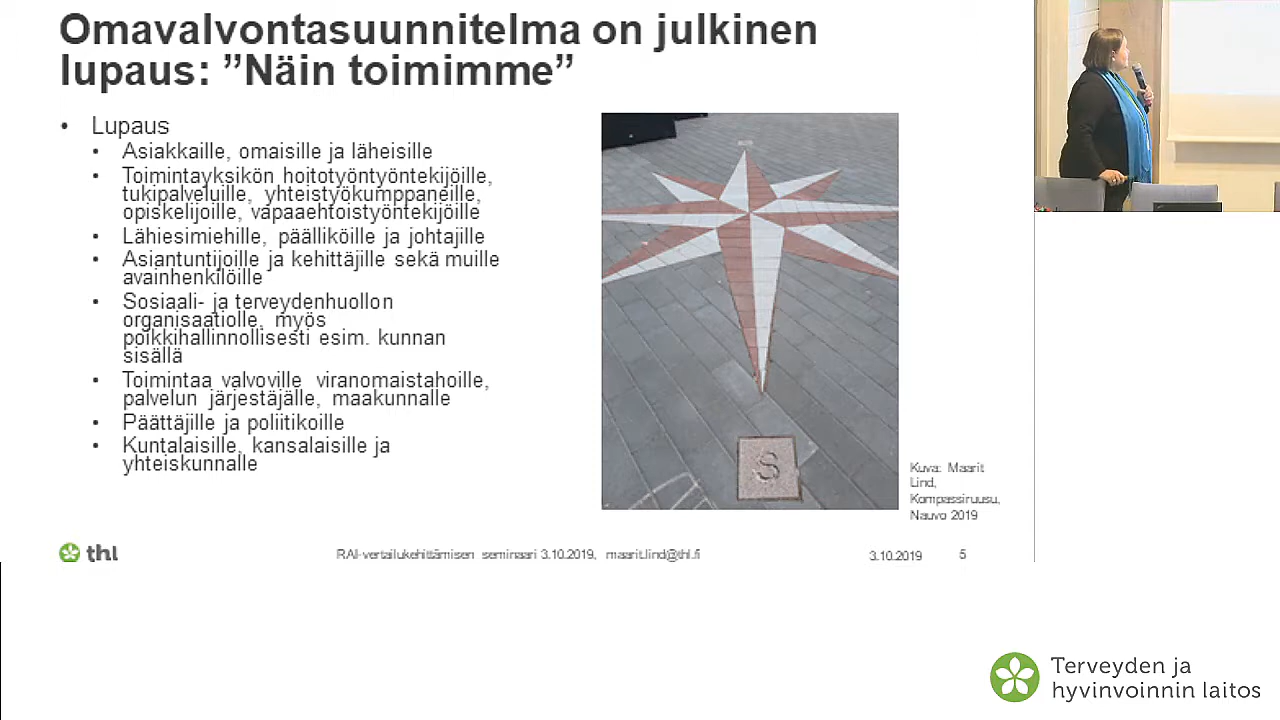 Omavalvontasuunnitelma on julkinen
lupaus: ”Näin toimimme”
• Lupaus
• Asiakkaille, omaisille ja läheisille
• Toimintayksikön hoitotyöntyöntekijöille,
tukipalveluille, yhteistyökumppaneille,
opiskelijoille, vapaaehtoistyöntekijöille
• Lähiesimiehille, päälliköille ja johtajille
• Asiantuntijoille ja kehittäjille sekä muille
avainhenkilöille
• Sosiaali- ja terveydenhuollon
organisaatiolle, myös
poikkihallinnollisesti esim. kunnan
sisällä
• Toimintaa valvoville viranomaistahoille,
palvelun järjestäjälle, maakunnalle
• Päättäjille ja poliitikoille
• Kuntalaisille, kansalaisille ja
yhteiskunnalle
S
Kuva: Maarit
Lind,
Kompassiruusu,
Nauvo 2019
thl
RAI-vertailukehittämisen seminaari 3.10.2019, maarit.lind@thl.fi
3.10.2019
5
Terveyden ja
hyvinvoinnin laitos